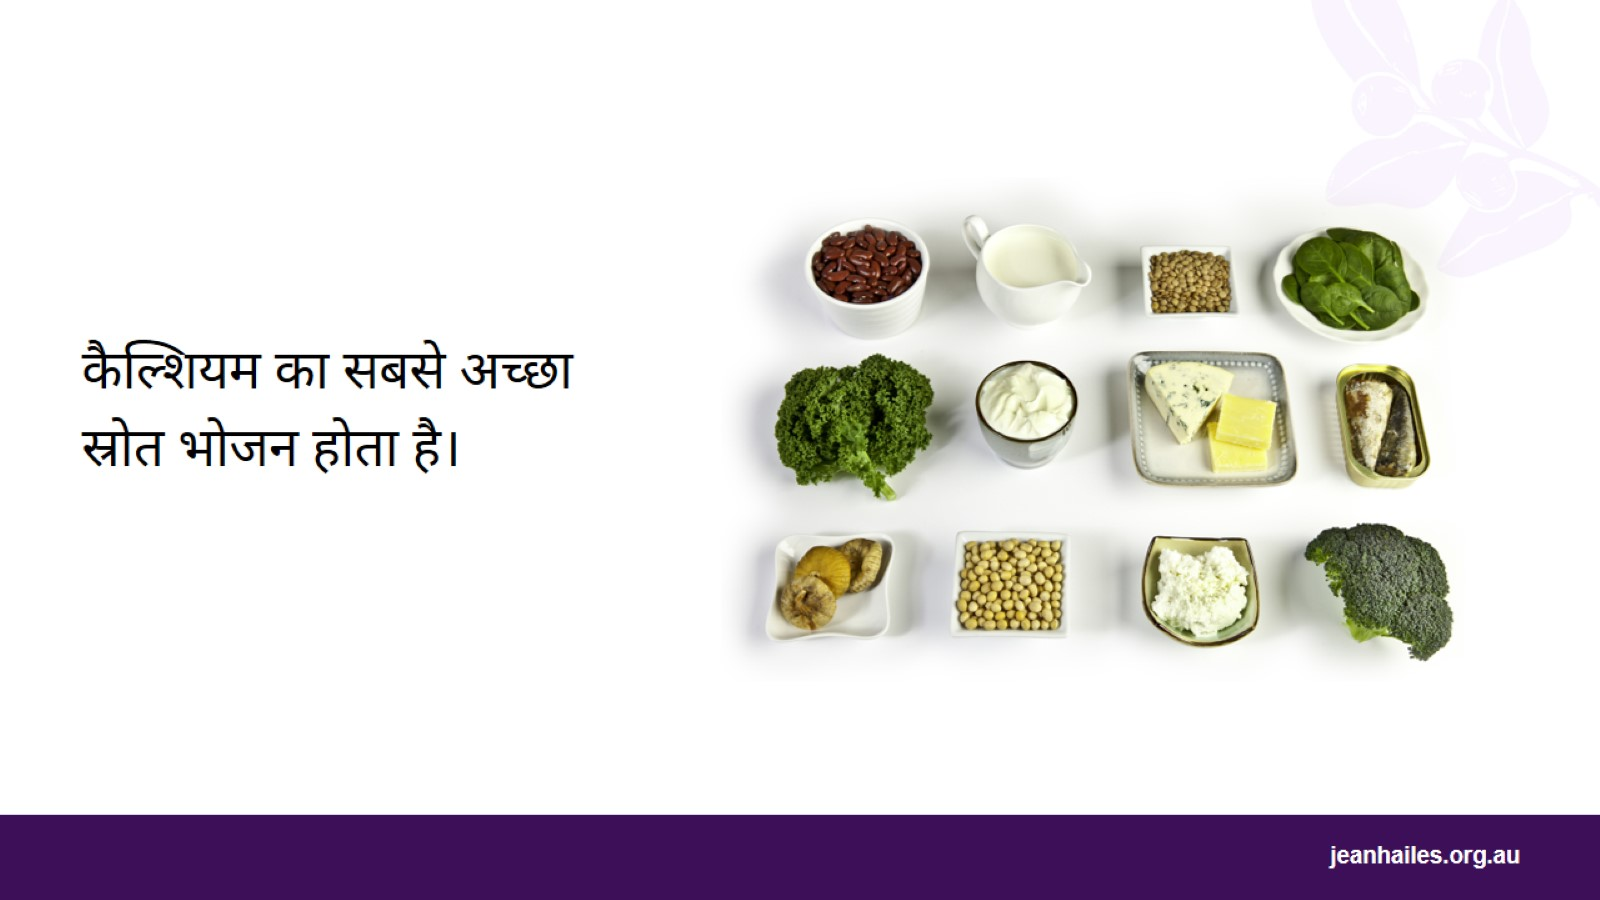 कैल्शियम का सबसे अच्छा
स्रोत भोजन होता है।
jeanhailes.org.au